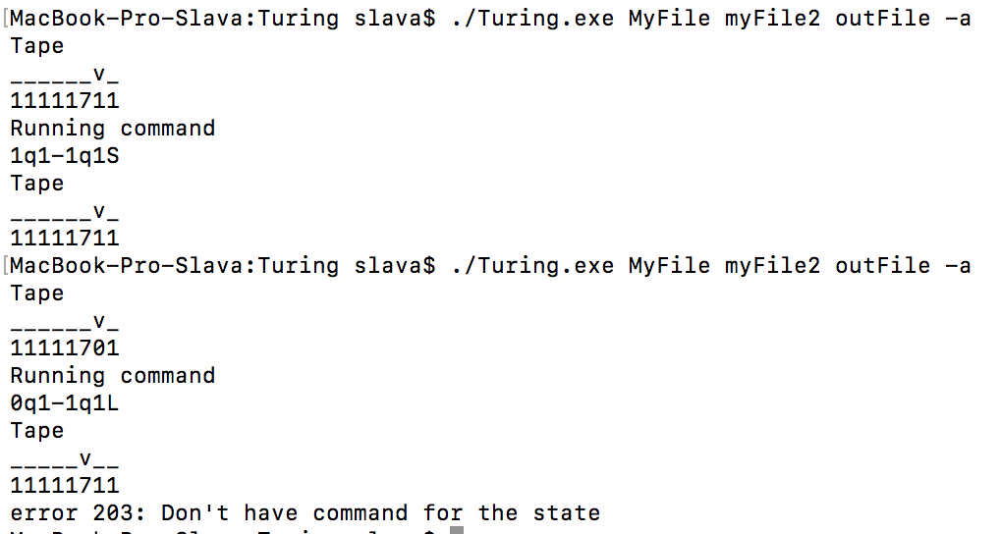 [MacBook-Pro-Slava:Turing slava$ ./Turing.exe MyFile myFile2 outFile -a
Tape
______v_
11111711
Running command
1q1-1q1S
Tape
______v_
11111711
[MacBook-Pro-Slava:Turing slava$ ./Turing.exe MyFile myFile2 outFile -a
Tape
______v_
11111701
Running command
0q1-1q1L
Tape
_____v__
11111711
error 203: Don't have command for the state